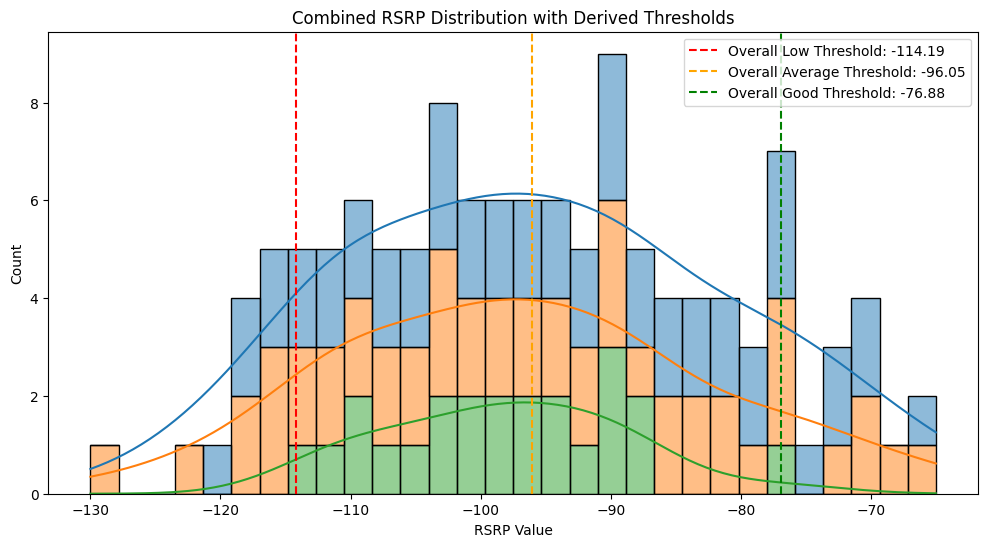 Combined RSRP Distribution with Derived Thresholds
Overall Low Threshold: -114.19
Overall Average Threshold: -96.05
Overall Good Threshold: -76.88
Count
8
6
4
2
0
−130 −120 −110 −100 −90 −80 −70
RSRP Value